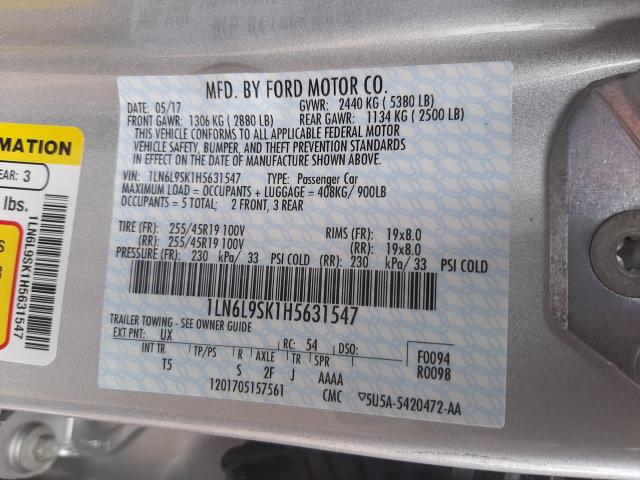 MFD. BY FORD MOTOR CO.
DATE: 05/17 GVWR: 2440 KG ( 5380 LB)
FRONT GAWR: 1306 KG ( 2880 LB) REAR GAWR: 1134 KG ( 2500 LB)
THIS VEHICLE CONFORMS TO ALL APPLICABLE FEDERAL MOTOR
VEHICLE SAFETY, BUMPER, AND THEFT PREVENTION STANDARDS
IN EFFECT ON THE DATE OF MANUFACTURE SHOWN ABOVE.
VIN: 1LN6L9SK1H5631547 TYPE: Passenger Car
MAXIMUM LOAD = OCCUPANTS + LUGGAGE = 408KG/ 900LB
OCCUPANTS = 5 TOTAL: 2 FRONT, 3 REAR
TIRE (FR): 255/45R19 100V RIMS (FR): 19x8.0
(RR): 255/45R19 100V (RR): 19x8.0
PRESSURE (FR): 230 kPa/ 33 PSI COLD (RR): 230 kPa/ 33 PSI COLD
1LN6L9SK1H5631547
TRAILER TOWING - SEE OWNER GUIDE
EXT PNT: UX RC: 54 DSO: F0094
INT TR TP/PS R AXLE TR SPR R0098
T5 S 2F J AAAA
1201705157561 CMC ▽5U5A-5420472-AA
MATION
EAR: 3
lbs.
1LN6L9SK1H5631547